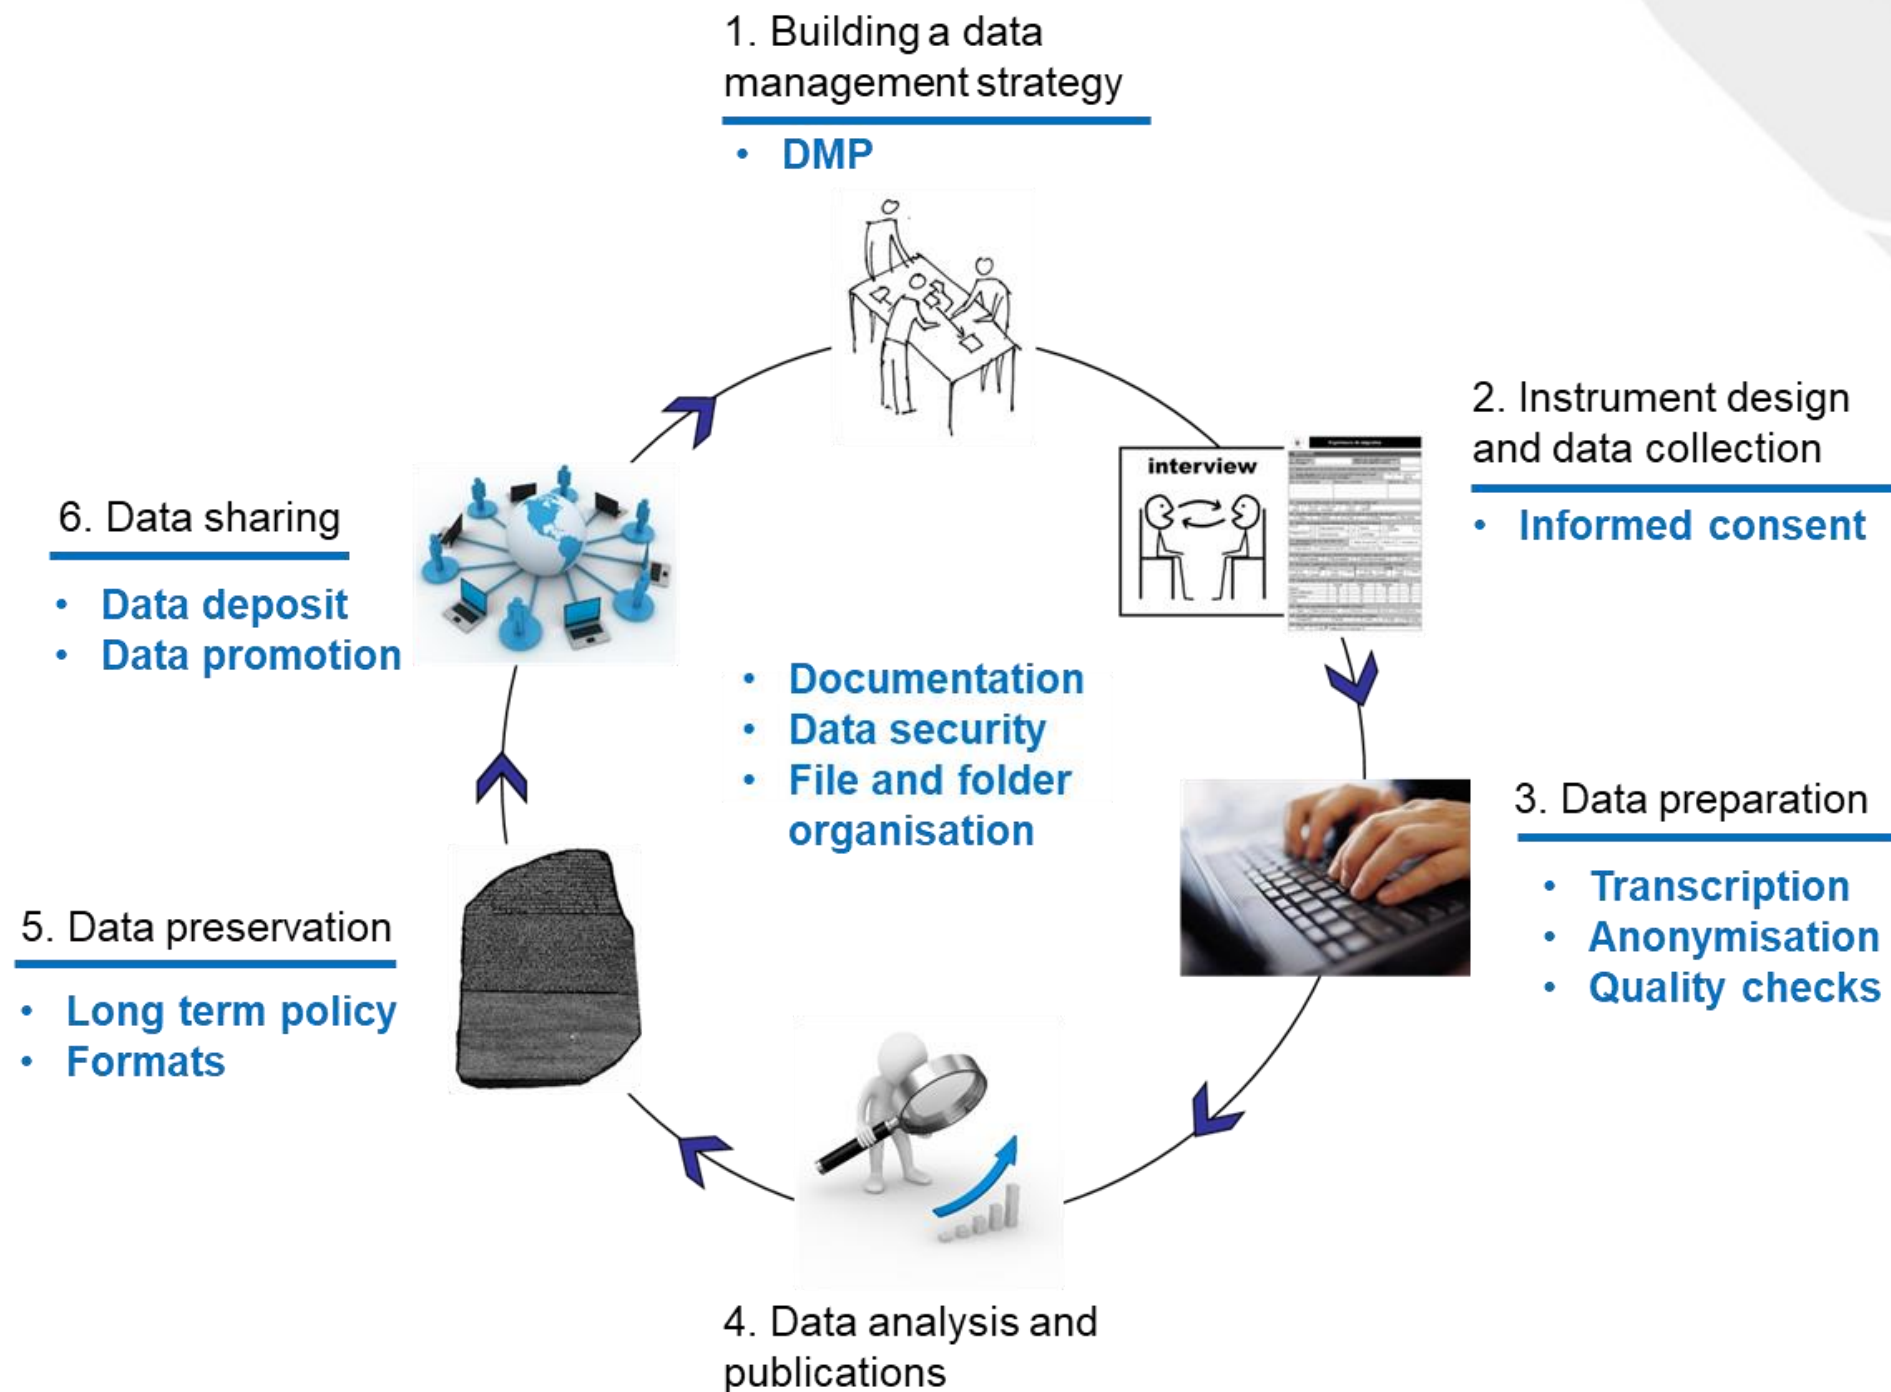 1. Building a data
management strategy
• DMP
2. Instrument design
and data collection
• Informed consent
interview
3. Data preparation
• Transcription
• Anonymisation
• Quality checks
4. Data analysis and
publications
5. Data preservation
• Long term policy
• Formats
6. Data sharing
• Data deposit
• Data promotion
• Documentation
• Data security
• File and folder
organisation